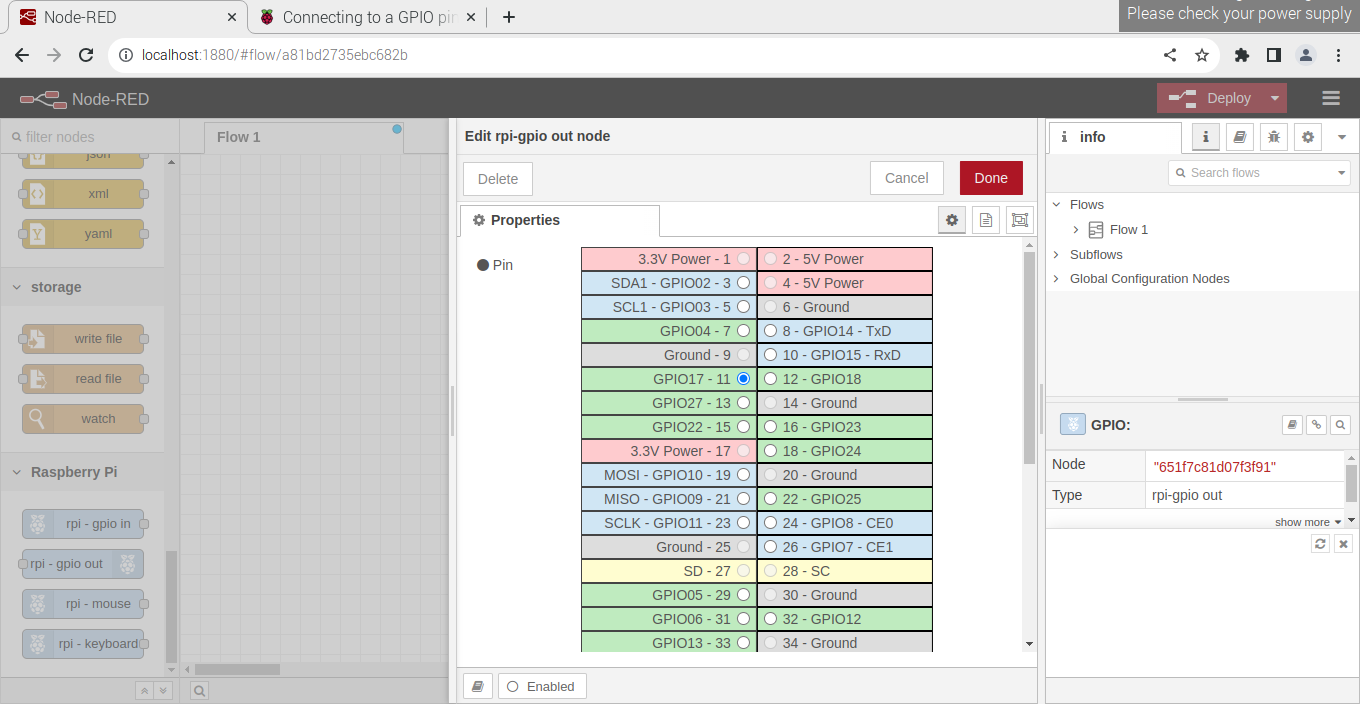 Node-RED
Connecting to a GPIO pin
Please check your power supply
localhost:1880/#flow/a81bd2735ebc682b
Node-RED
Deploy
filter nodes
json
xml
yaml
storage
write file
read file
watch
Raspberry Pi
rpi - gpio in
rpi - gpio out
rpi - mouse
rpi - keyboard
Flow 1
Edit rpi-gpio out node
Delete
Cancel
Done
Properties
Pin
3.3V Power - 1 2 - 5V Power
SDA1 - GPIO02 - 3 4 - 5V Power
SCL1 - GPIO03 - 5 6 - Ground
GPIO04 - 7 8 - GPIO14 - TxD
Ground - 9 10 - GPIO15 - RxD
GPIO17 - 11 12 - GPIO18
GPIO27 - 13 14 - Ground
GPIO22 - 15 16 - GPIO23
3.3V Power - 17 18 - GPIO24
MOSI - GPIO10 - 19 20 - Ground
MISO - GPIO09 - 21 22 - GPIO25
SCLK - GPIO11 - 23 24 - GPIO8 - CE0
Ground - 25 26 - GPIO7 - CE1
SD - 27 28 - SC
GPIO05 - 29 30 - Ground
GPIO06 - 31 32 - GPIO12
GPIO13 - 33 34 - Ground
Enabled
info
Search flows
Flows
Flow 1
Subflows
Global Configuration Nodes
GPIO:
Node "651f7c81d07f3f91"
Type rpi-gpio out
show more